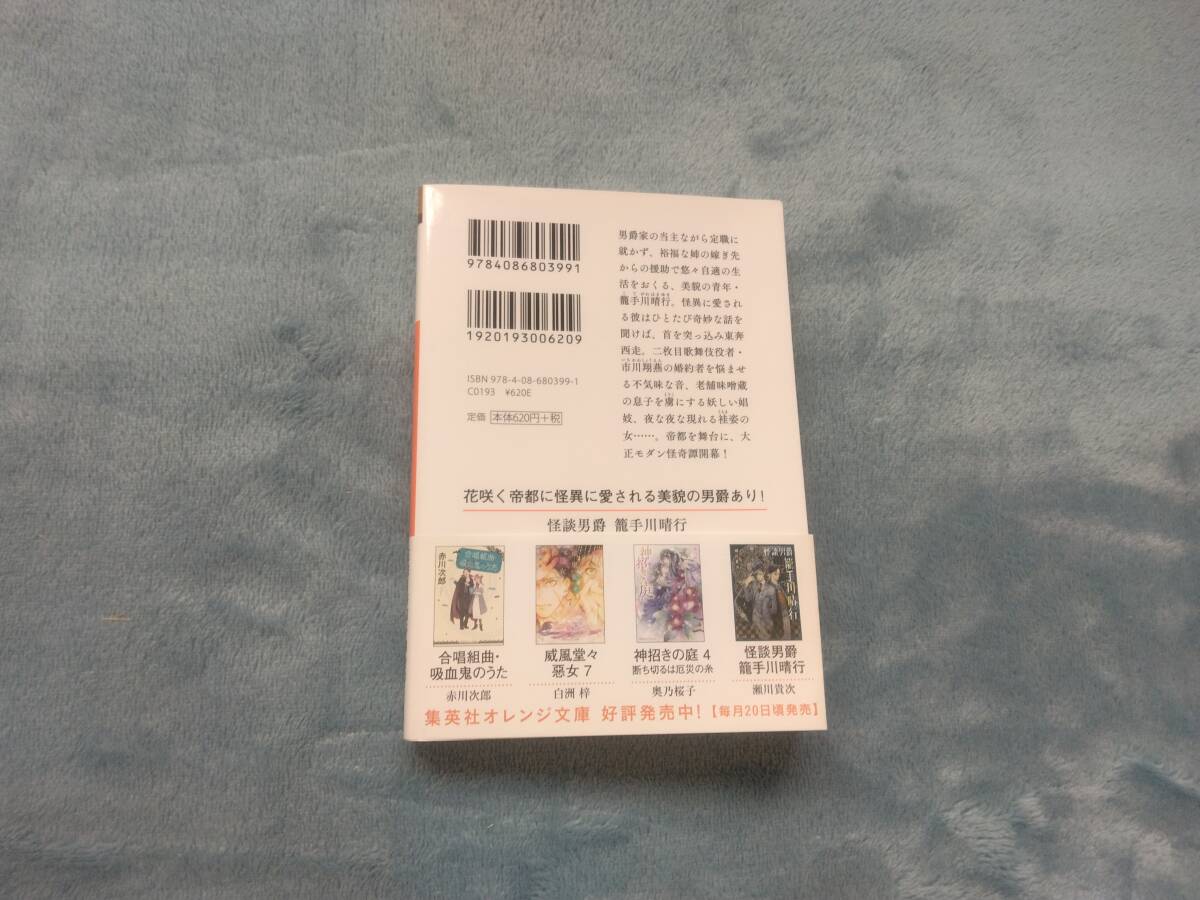 9784086803991
1920193006209
ISBN 978-4-08-680399-1
C0193 ¥620E
定価 本体620円+税
男爵家の当主ながら定職に
就かず、裕福な姉の嫁ぎ先
からの援助で悠々自適の生
活をおくる、美貌の青年・
籠手川晴行。怪異に愛され
る彼はひとたび奇妙な話を
聞けば、首を突っ込み東奔
西走。二枚目歌舞伎役者・
市川翔燕の婚約者を悩ませ
る不気味な音、老舗味噌蔵
の息子を虜にする妖しい娼
妓、夜な夜な現れる袿姿の
女……。帝都を舞台に、大
正モダン怪奇譚開幕!
花咲く帝都に怪異に愛される美貌の男爵あり!
怪談男爵 籠手川晴行
合唱組曲・
吸血鬼のうた
赤川次郎
威風堂々
惡女 7
白洲 梓
神招きの庭 4
断ち切るは厄災の糸
奥乃桜子
怪談男爵
籠手川晴行
瀬川貴次
集英社オレンジ文庫 好評発売中!【毎月20日頃発売】